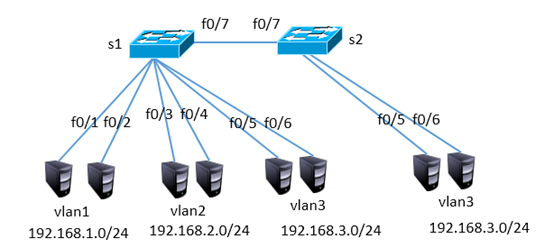 f0/7 f0/7
s1 s2
f0/1 f0/2 f0/3 f0/4 f0/5 f0/6 f0/5 f0/6
vlan1 vlan2 vlan3 vlan3
192.168.1.0/24 192.168.2.0/24 192.168.3.0/24 192.168.3.0/24